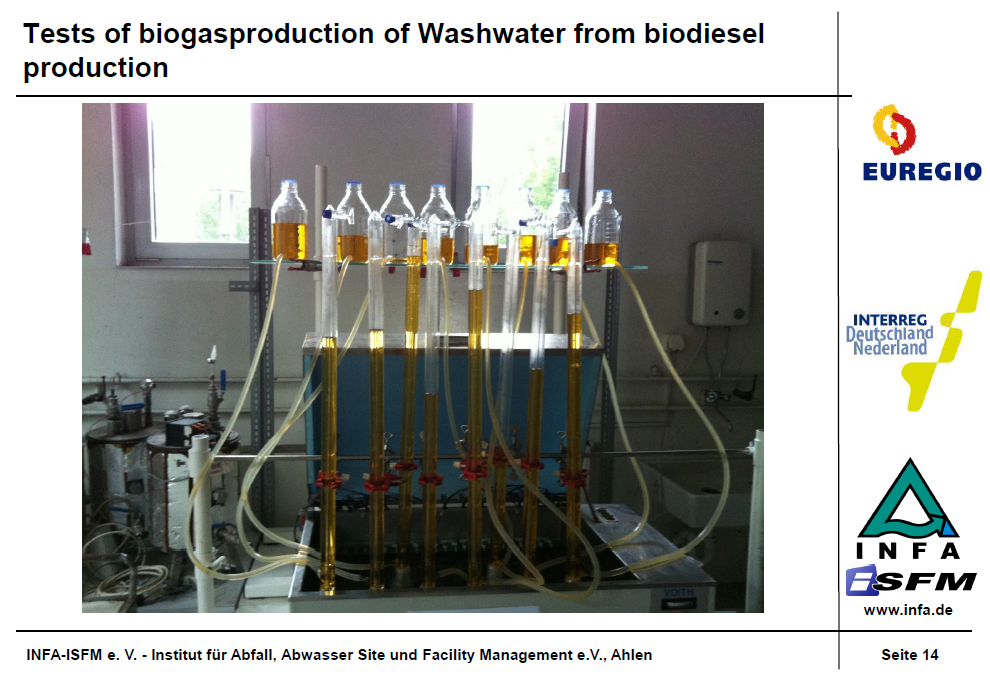 Tests of biogasproduction of Washwater from biodiesel
production
EUREGIO
INTERREG
Deutschland
Nederland
INFA
iSFM
www.infa.de
VOITH
INFA-ISFM e. V. - Institut für Abfall, Abwasser Site und Facility Management e.V., Ahlen
Seite 14